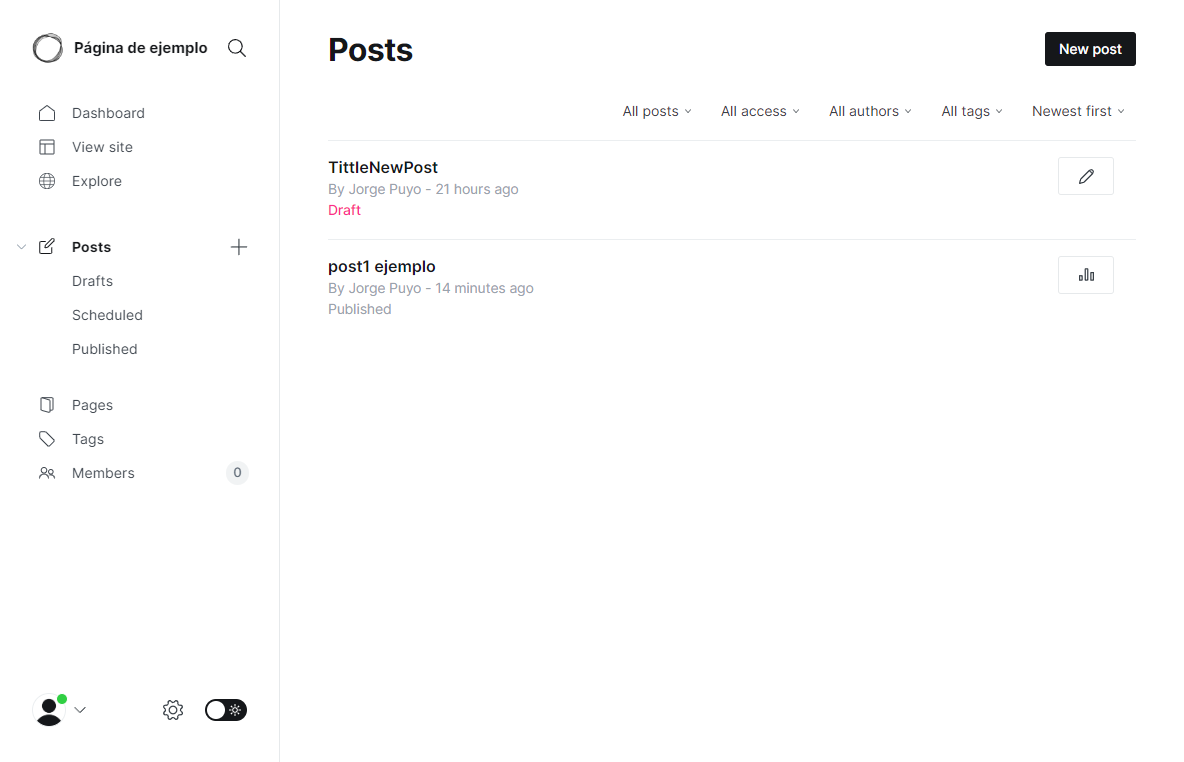 Página de ejemplo
Dashboard
View site
Explore
Posts
Drafts
Scheduled
Published
Pages
Tags
Members 0
Posts
New post
All posts All access All authors All tags Newest first
TittleNewPost
By Jorge Puyo - 21 hours ago
Draft
post1 ejemplo
By Jorge Puyo - 14 minutes ago
Published